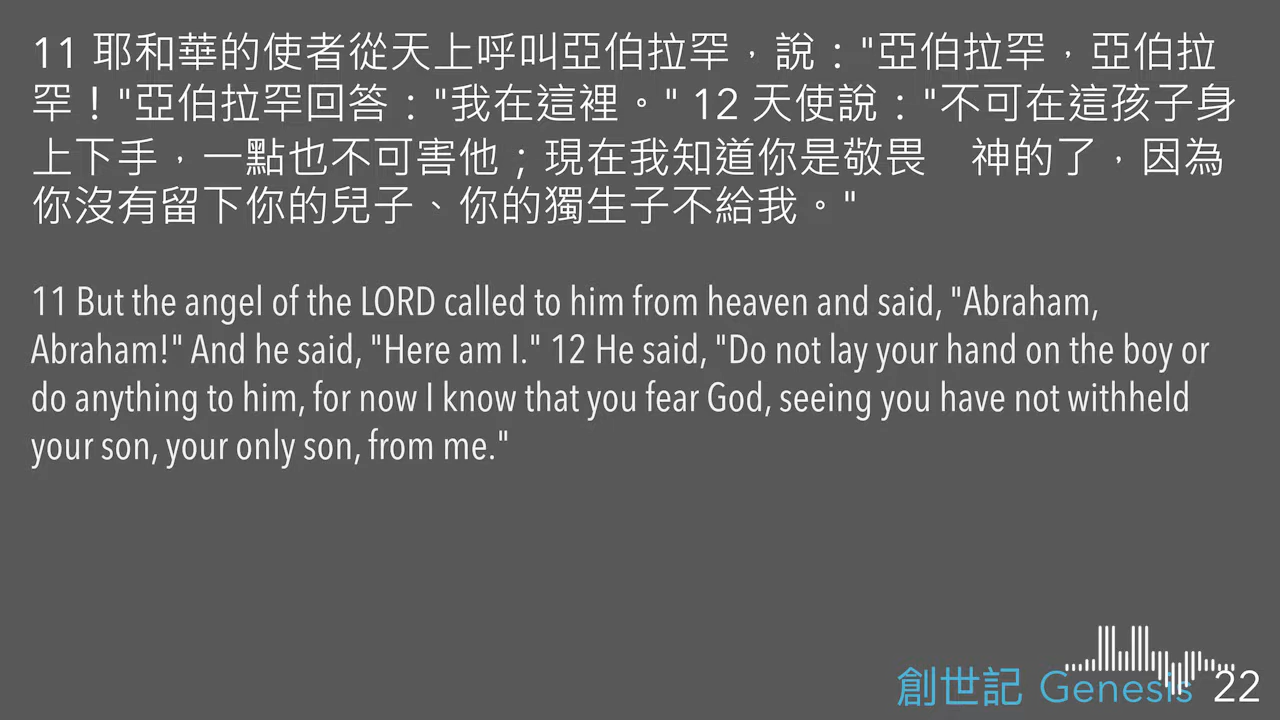 11 耶和華的使者從天上呼叫亞伯拉罕，說："亞伯拉罕，亞伯拉
罕！"亞伯拉罕回答："我在這裡。" 12 天使說："不可在這孩子身
上下手，一點也不可害他；現在我知道你是敬畏　神的了，因為
你沒有留下你的兒子、你的獨生子不給我。"
11 But the angel of the LORD called to him from heaven and said, "Abraham,
Abraham!" And he said, "Here am I." 12 He said, "Do not lay your hand on the boy or
do anything to him, for now I know that you fear God, seeing you have not withheld
your son, your only son, from me."
創世記 Genesis 22